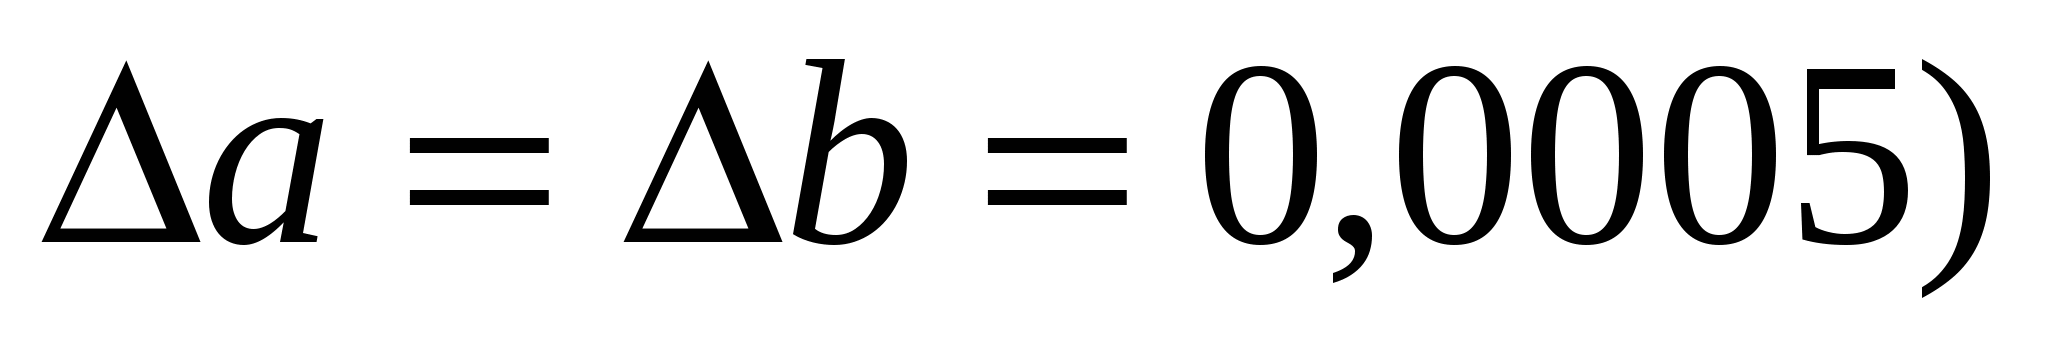 Δa = Δb = 0,0005)